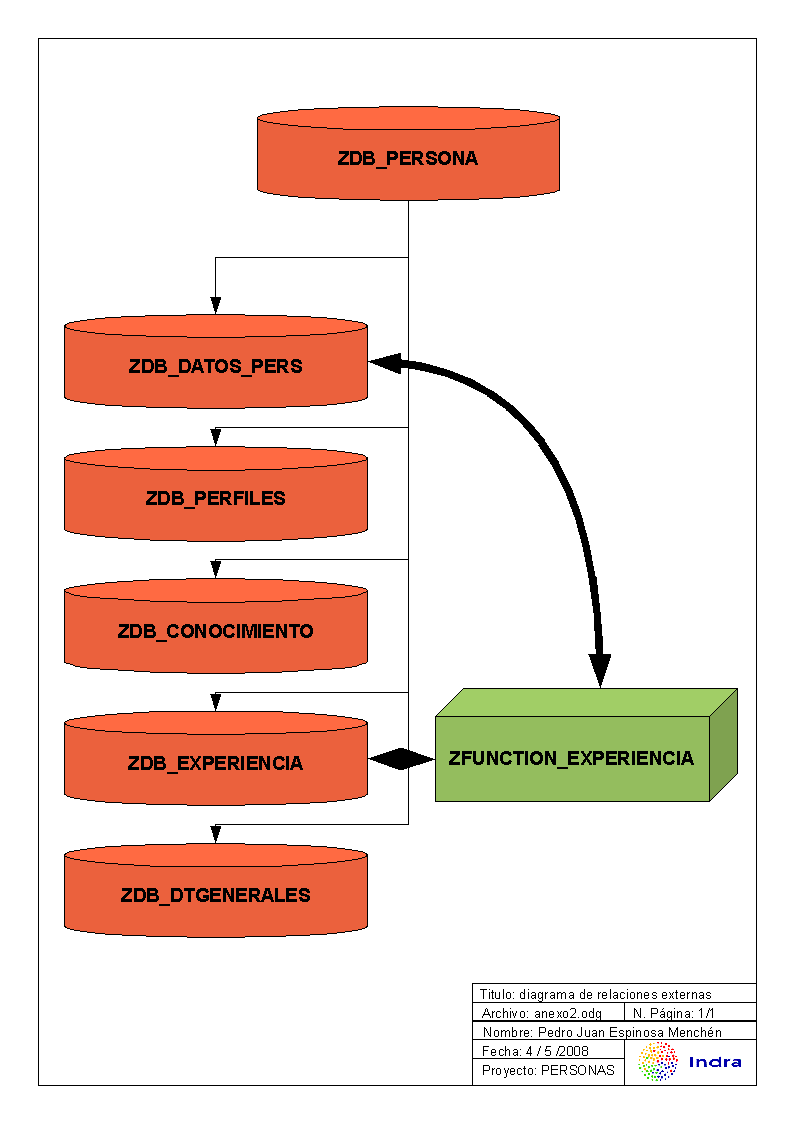 ZDB_PERSONA
ZDB_DATOS_PERS
ZDB_PERFILES
ZDB_CONOCIMIENTO
ZDB_EXPERIENCIA
ZFUNCTION_EXPERIENCIA
ZDB_DTGENERALES
Titulo: diagrama de relaciones externas
Archivo: anexo2.odg
N. Página: 1/1
Nombre: Pedro Juan Espinosa Menchén
Fecha: 4 / 5 /2008
Proyecto: PERSONAS
Indra